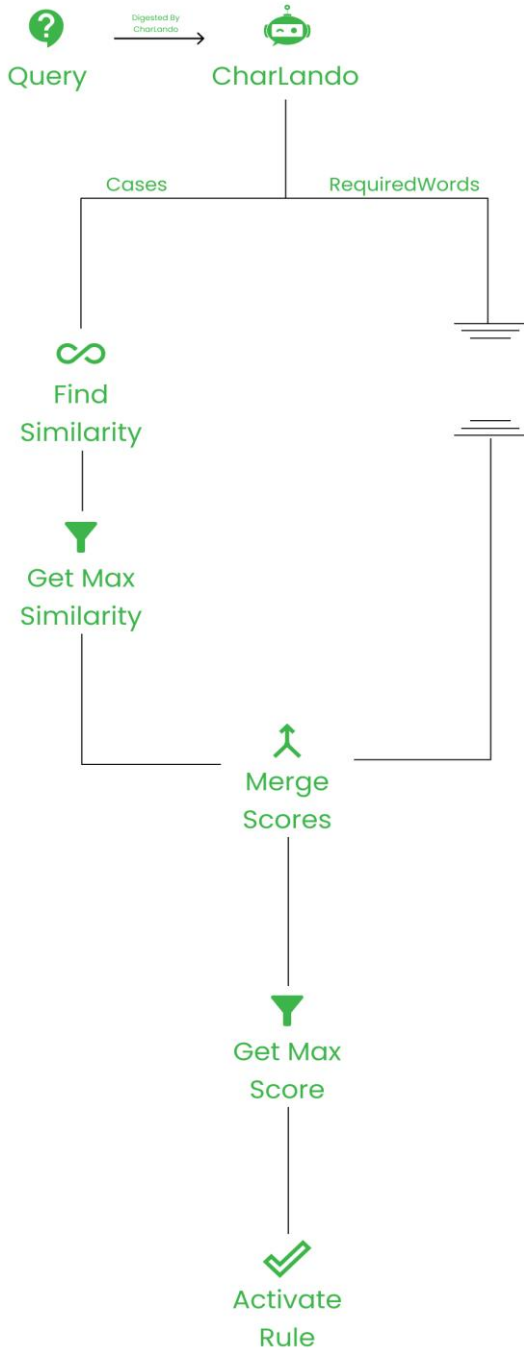 Digested By
CharLando
Query
CharLando
Cases
RequiredWords
Find
Similarity
Get Max
Similarity
Merge
Scores
Get Max
Score
Activate
Rule